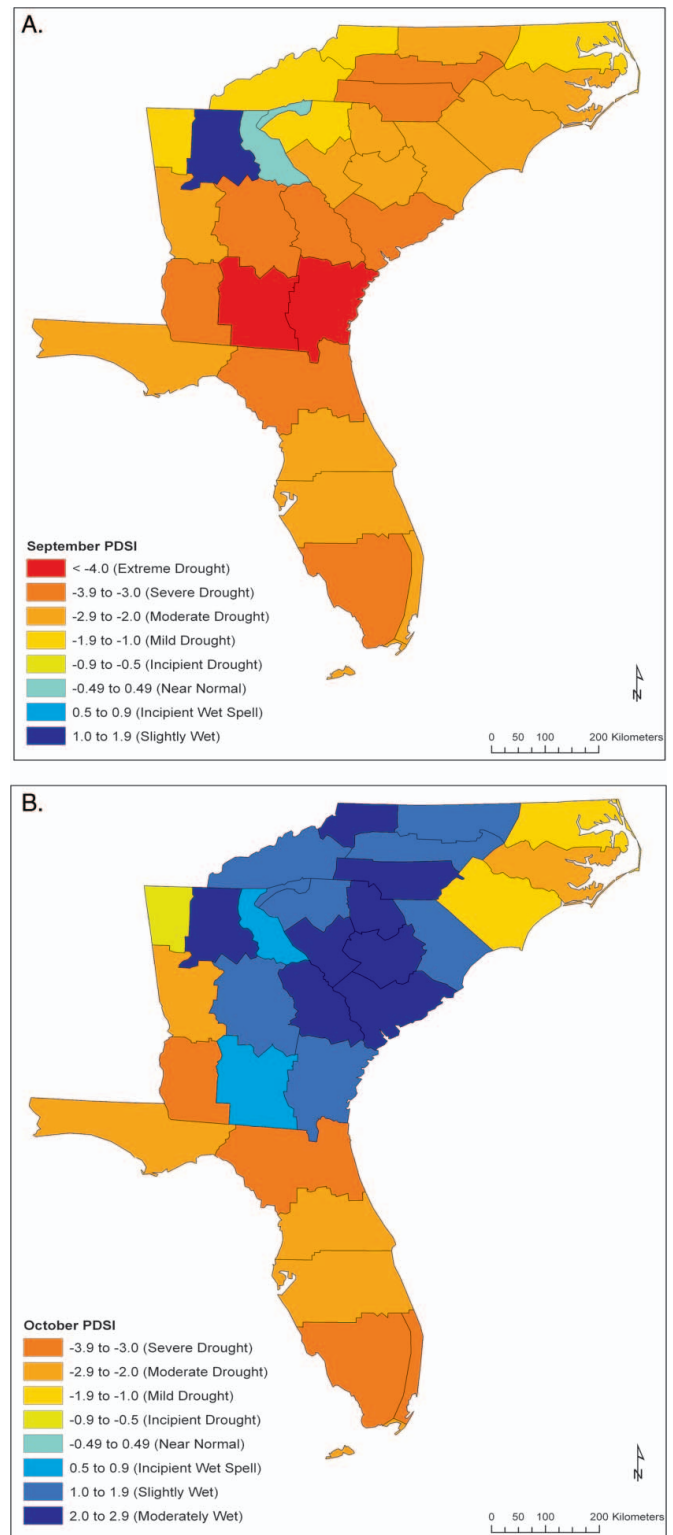 A.
September PDSI
< -4.0 (Extreme Drought)
-3.9 to -3.0 (Severe Drought)
-2.9 to -2.0 (Moderate Drought)
-1.9 to -1.0 (Mild Drought)
-0.9 to -0.5 (Incipient Drought)
-0.49 to 0.49 (Near Normal)
0.5 to 0.9 (Incipient Wet Spell)
1.0 to 1.9 (Slightly Wet)
N
0 50 100 200 Kilometers
B.
October PDSI
-3.9 to -3.0 (Severe Drought)
-2.9 to -2.0 (Moderate Drought)
-1.9 to -1.0 (Mild Drought)
-0.9 to -0.5 (Incipient Drought)
-0.49 to 0.49 (Near Normal)
0.5 to 0.9 (Incipient Wet Spell)
1.0 to 1.9 (Slightly Wet)
2.0 to 2.9 (Moderately Wet)
N
0 50 100 200 Kilometers